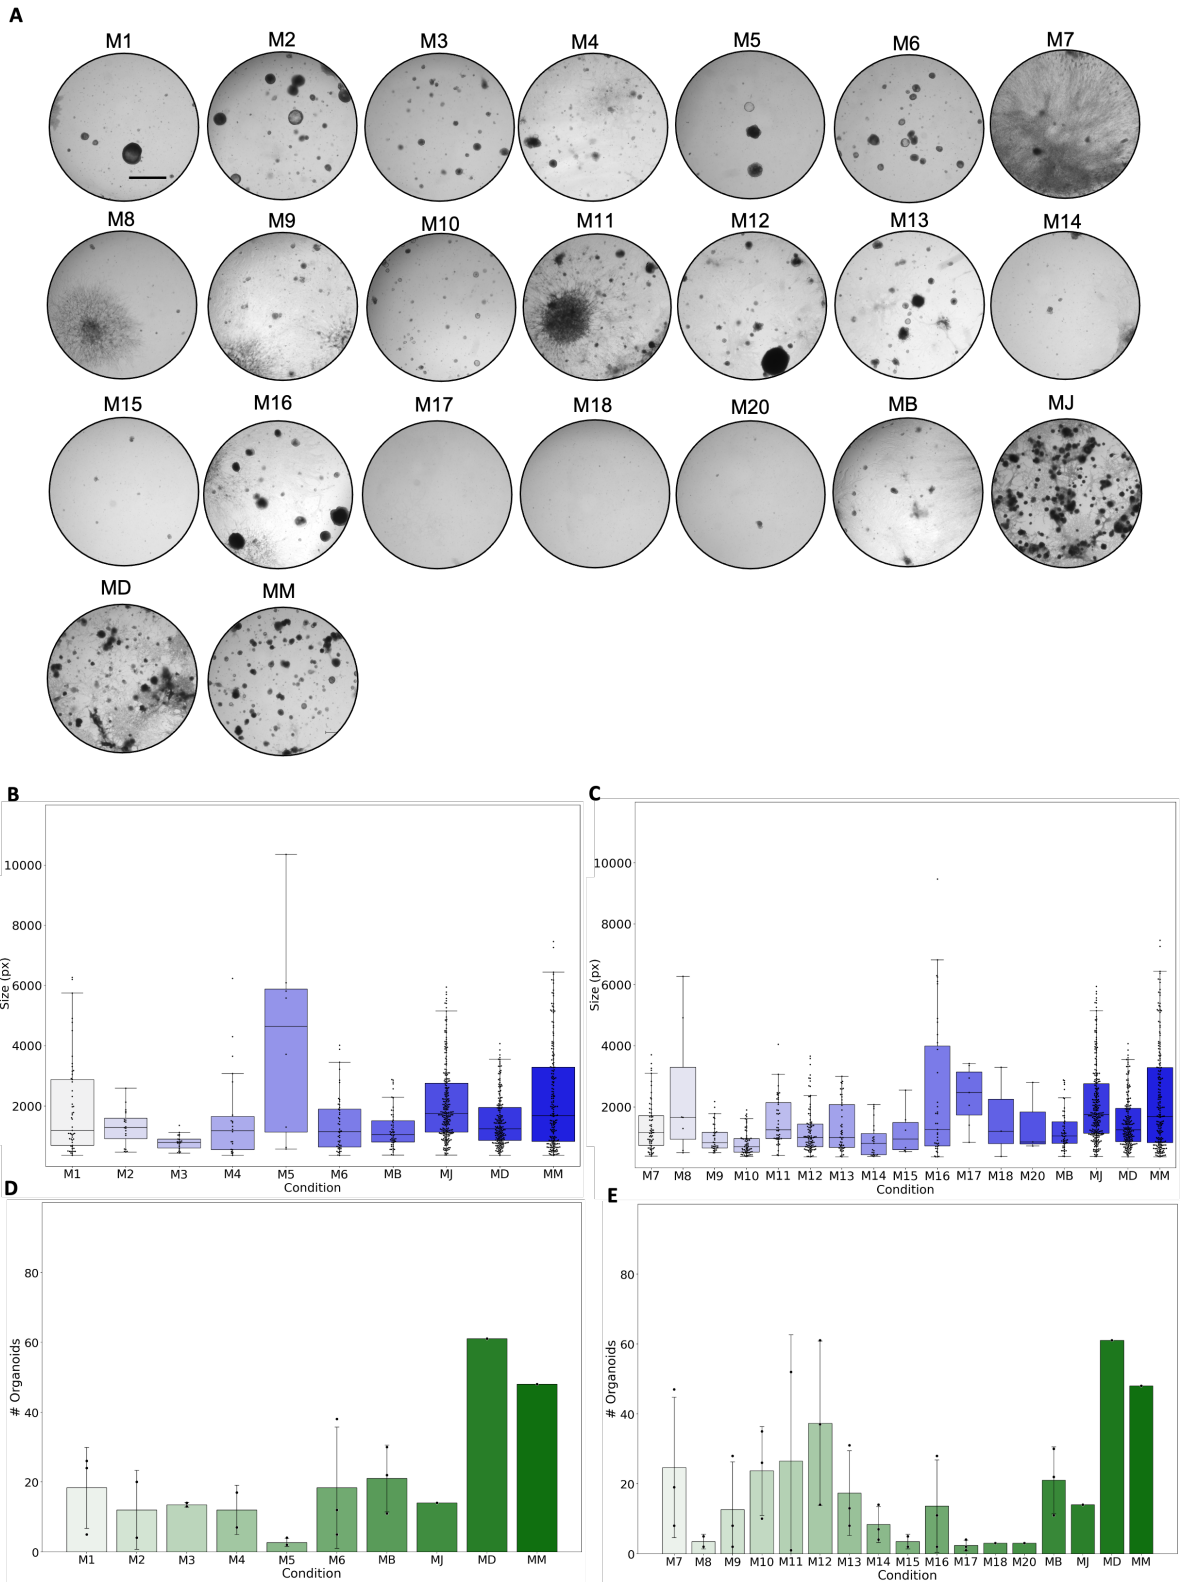 A
M1 M2 M3 M4 M5 M6 M7
M8 M9 M10 M11 M12 M13 M14
M15 M16 M17 M18 M20 MB MJ
MD MM
B
Size (px)
10000
8000
6000
4000
2000
M1 M2 M3 M4 M5 M6 MB MJ MD MM
Condition
C
Size (px)
10000
8000
6000
4000
2000
M7 M8 M9 M10 M11 M12 M13 M14 M15 M16 M17 M18 M20 MB MJ MD MM
Condition
D
# Organoids
80
60
40
20
0
M1 M2 M3 M4 M5 M6 MB MJ MD MM
Condition
E
# Organoids
80
60
40
20
0
M7 M8 M9 M10 M11 M12 M13 M14 M15 M16 M17 M18 M20 MB MJ MD MM
Condition